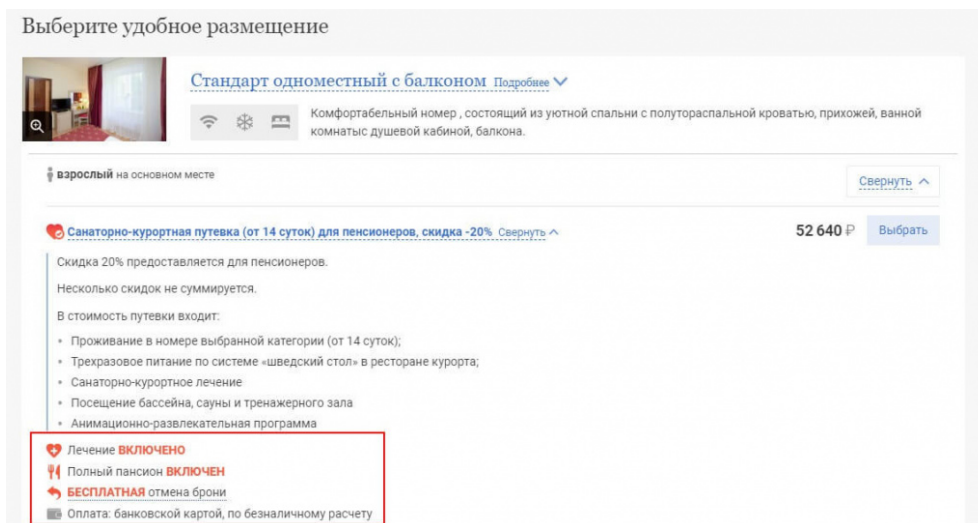 Выберите удобное размещение
Стандарт одноместный с балконом Подробнее
Комфортабельный номер , состоящий из уютной спальни с полутораспальной кроватью, прихожей, ванной
комнатыс душевой кабиной, балкона.
взрослый на основном месте
Свернуть
Санаторно-курортная путевка (от 14 суток) для пенсионеров, скидка -20% Свернуть
52 640 ₽ Выбрать
Скидка 20% предоставляется для пенсионеров.
Несколько скидок не суммируется.
В стоимость путевки входит:
• Проживание в номере выбранной категории (от 14 суток);
• Трехразовое питание по системе «шведский стол» в ресторане курорта;
• Санаторно-курортное лечение
• Посещение бассейна, сауны и тренажерного зала
• Анимационно-развлекательная программа
Лечение ВКЛЮЧЕНО
Полный пансион ВКЛЮЧЕН
БЕСПЛАТНАЯ отмена брони
Оплата: банковской картой, по безналичному расчету